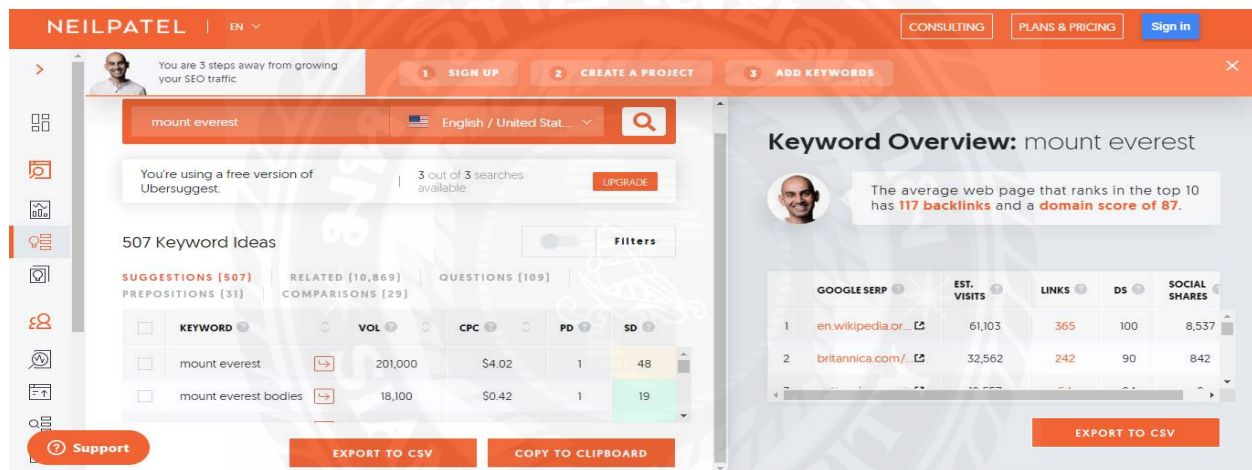 NEILPATEL | EN
CONSULTING
PLANS & PRICING
Sign in
You are 3 steps away from growing
your SEO traffic
1 SIGN UP
2 CREATE A PROJECT
3 ADD KEYWORDS
mount everest
English / United Stat...
You're using a free version of
Ubersuggest.
3 out of 3 searches
available
UPGRADE
507 Keyword Ideas
Filters
SUGGESTIONS (507) RELATED (10,869) QUESTIONS (109)
PREPOSITIONS (31) COMPARISONS (29)
KEYWORD VOL CPC PD SD
mount everest 201,000 $4.02 1 48
mount everest bodies 18,100 $0.42 1 19
EXPORT TO CSV
COPY TO CLIPBOARD
Support
Keyword Overview: mount everest
The average web page that ranks in the top 10
has 117 backlinks and a domain score of 87.
GOOGLE SERP EST. VISITS LINKS DS SOCIAL SHARES
1 en.wikipedia.or... 61,103 365 100 8,537
2 britannica.com/... 32,562 242 90 842
EXPORT TO CSV